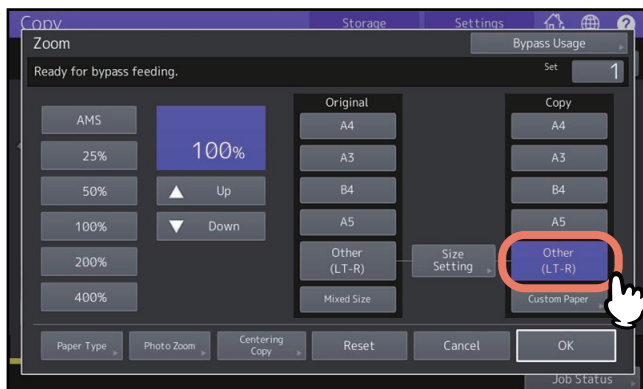 Copy
Storage
Settings
?
Zoom
Bypass Usage
Ready for bypass feeding.
Set
1
Original
Copy
AMS
25%
50%
100%
200%
400%
100%
Up
Down
A4
A3
B4
A5
Other
(LT-R)
Mixed Size
Size
Setting
A4
A3
B4
A5
Other
(LT-R)
Custom Paper
Paper Type
Photo Zoom
Centering
Copy
Reset
Cancel
OK
Job Status